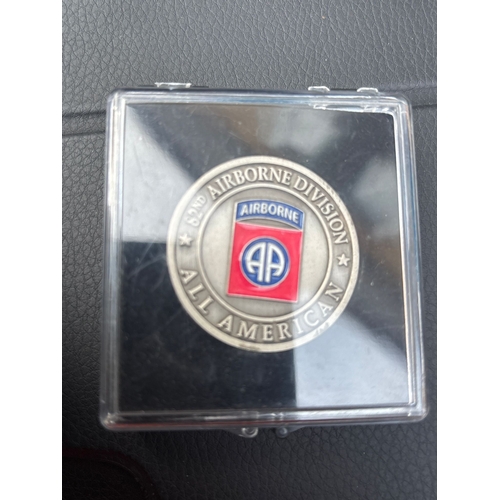 82ND AIRBORNE DIVISION
AIRBORNE
AA
ALL AMERICAN